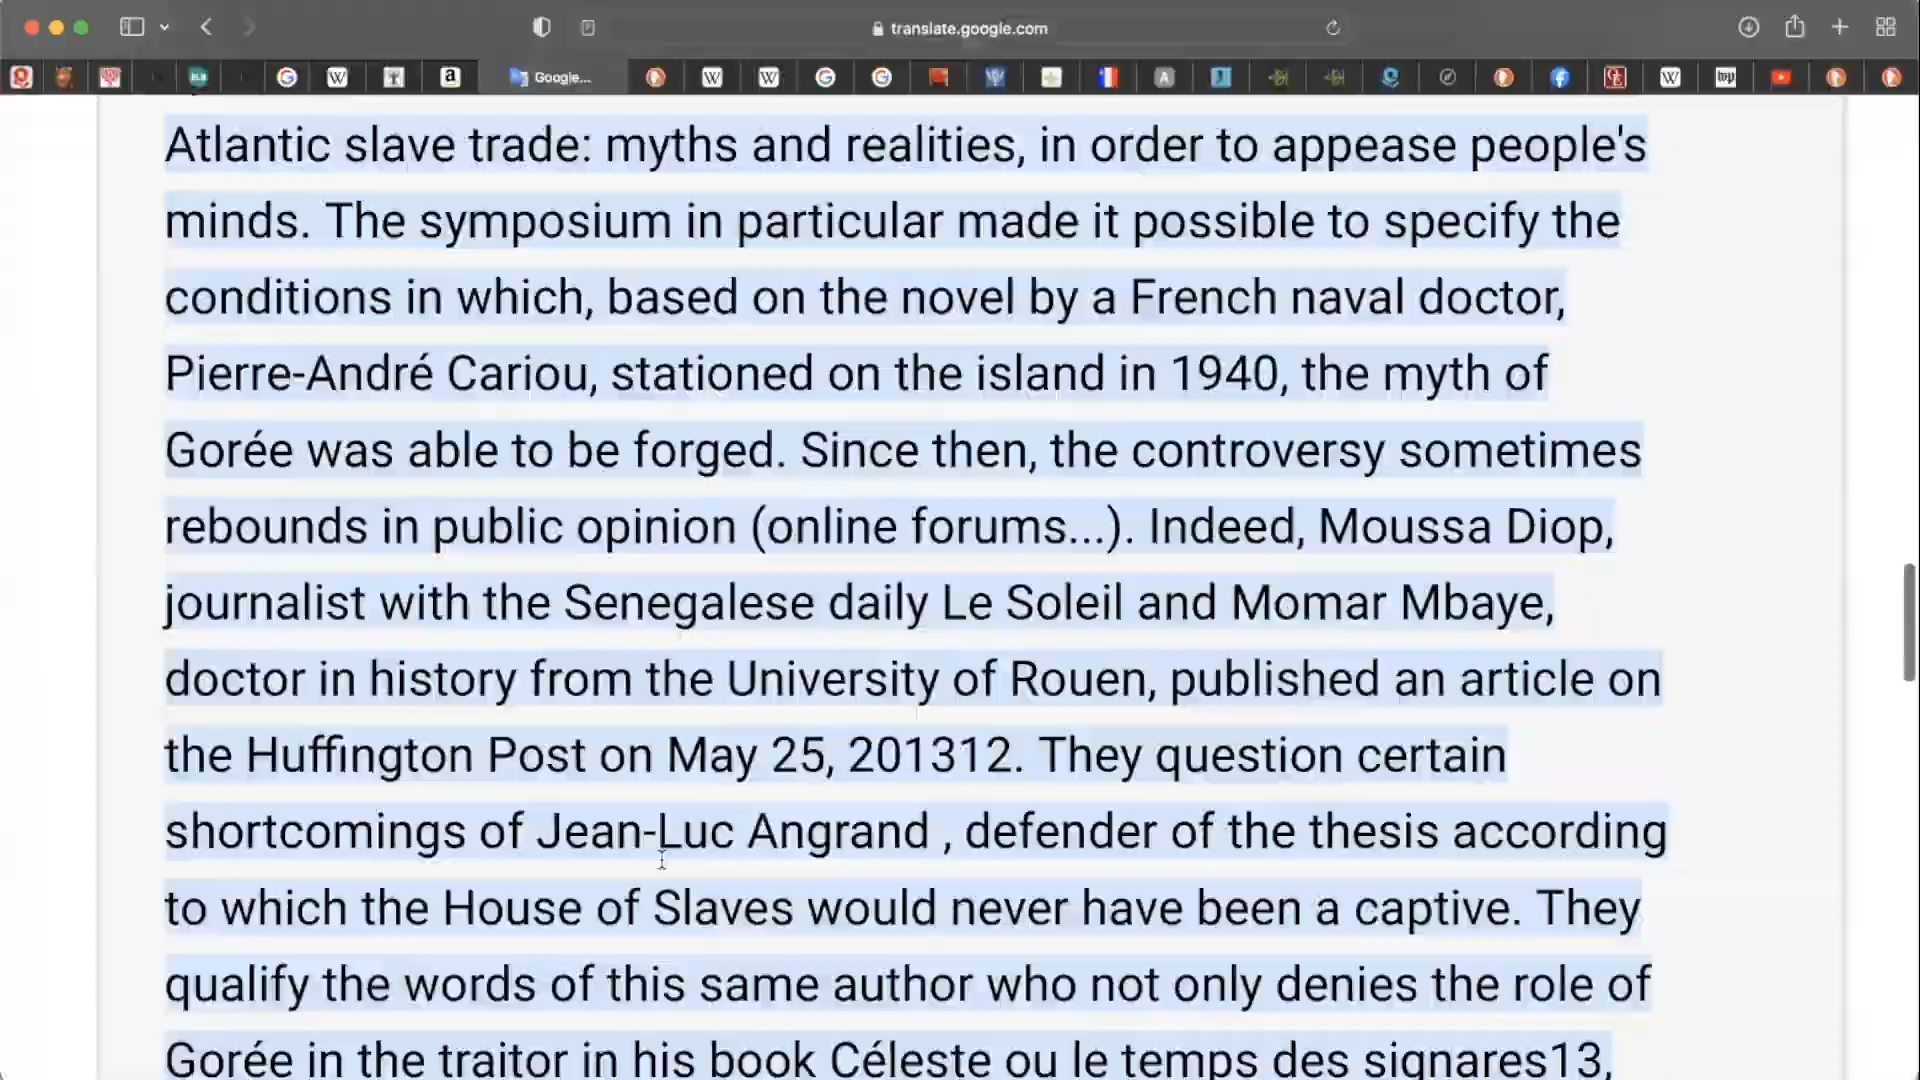 translate.google.com
Google...
Atlantic slave trade: myths and realities, in order to appease people's
minds. The symposium in particular made it possible to specify the
conditions in which, based on the novel by a French naval doctor,
Pierre-André Cariou, stationed on the island in 1940, the myth of
Gorée was able to be forged. Since then, the controversy sometimes
rebounds in public opinion (online forums...). Indeed, Moussa Diop,
journalist with the Senegalese daily Le Soleil and Momar Mbaye,
doctor in history from the University of Rouen, published an article on
the Huffington Post on May 25, 201312. They question certain
shortcomings of Jean-Luc Angrand , defender of the thesis according
to which the House of Slaves would never have been a captive. They
qualify the words of this same author who not only denies the role of
Gorée in the traitor in his book Céleste ou le temps des signares13,